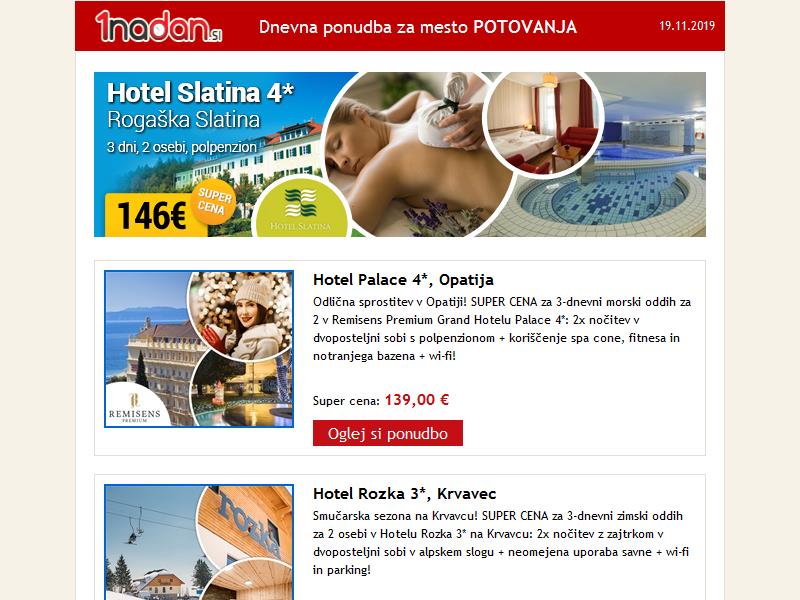 1nadan.si
Dnevna ponudba za mesto POTOVANJA
19.11.2019
Hotel Slatina 4*
Rogaška Slatina
3 dni, 2 osebi, polpenzion
146€
SUPER
CENA
HOTEL SLATINA
Hotel Palace 4*, Opatija
Odlična sprostitev v Opatiji! SUPER CENA za 3-dnevni morski oddih za
2 v Remisens Premium Grand Hotelu Palace 4*: 2x nočitev v
dvoposteljni sobi s polpenzionom + koriščenje spa cone, fitnesa in
notranjega bazena + wi-fi!
REMISENS
PREMIUM
Super cena: 139,00 €
Oglej si ponudbo
Hotel Rozka 3*, Krvavec
Smučarska sezona na Krvavcu! SUPER CENA za 3-dnevni zimski oddih
za 2 osebi v Hotelu Rozka 3* na Krvavcu: 2x nočitev z zajtrkom v
dvoposteljni sobi v alpskem slogu + neomejena uporaba savne + wi-fi
in parking!
rozka